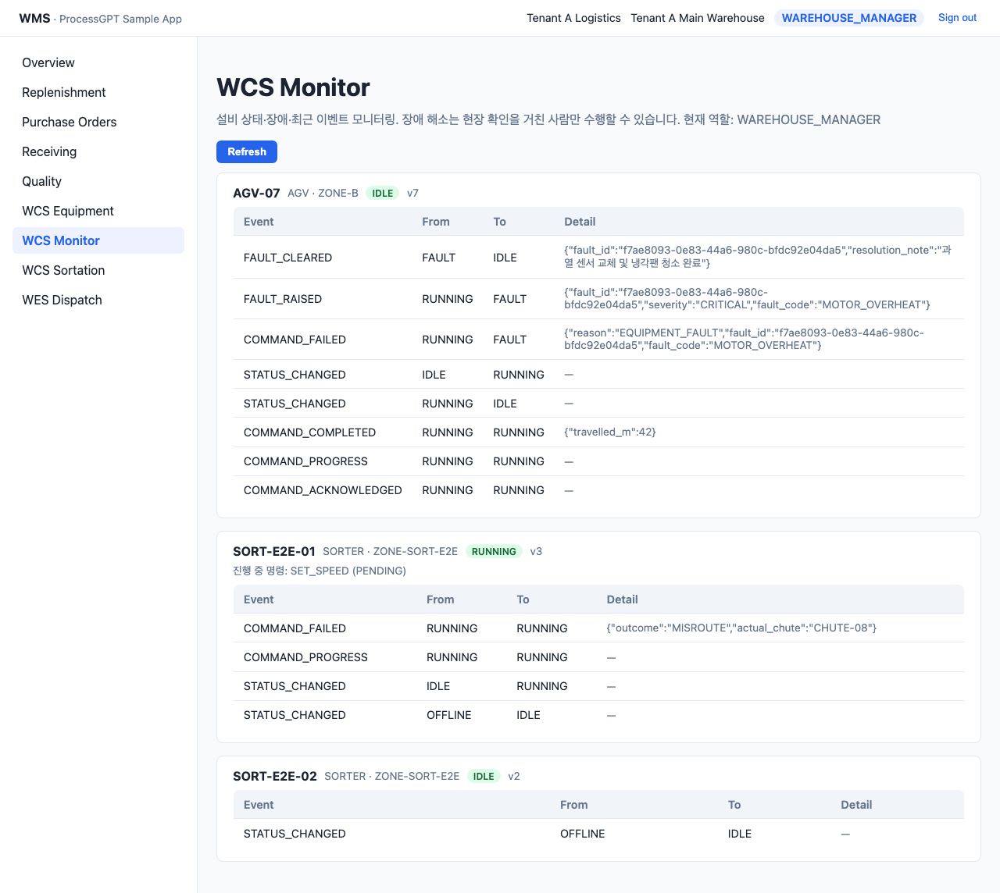 WMS · ProcessGPT Sample App
Tenant A Logistics Tenant A Main Warehouse WAREHOUSE_MANAGER Sign out
Overview
Replenishment
Purchase Orders
Receiving
Quality
WCS Equipment
WCS Monitor
WCS Sortation
WES Dispatch
WCS Monitor
설비 상태·장애·최근 이벤트 모니터링. 장애 해소는 현장 확인을 거친 사람만 수행할 수 있습니다. 현재 역할: WAREHOUSE_MANAGER
Refresh
AGV-07 AGV · ZONE-B IDLE v7
Event From To Detail
FAULT_CLEARED FAULT IDLE {"fault_id":"f7ae8093-0e83-44a6-980c-bfdc92e04da5","resolution_note":"과
열 센서 교체 및 냉각팬 청소 완료"}
FAULT_RAISED RUNNING FAULT {"fault_id":"f7ae8093-0e83-44a6-980c-
bfdc92e04da5","severity":"CRITICAL","fault_code":"MOTOR_OVERHEAT"}
COMMAND_FAILED RUNNING FAULT {"reason":"EQUIPMENT_FAULT","fault_id":"f7ae8093-0e83-44a6-980c-
bfdc92e04da5","fault_code":"MOTOR_OVERHEAT"}
STATUS_CHANGED IDLE RUNNING —
STATUS_CHANGED RUNNING IDLE —
COMMAND_COMPLETED RUNNING RUNNING {"travelled_m":42}
COMMAND_PROGRESS RUNNING RUNNING —
COMMAND_ACKNOWLEDGED RUNNING RUNNING —
SORT-E2E-01 SORTER · ZONE-SORT-E2E RUNNING v3
진행 중 명령: SET_SPEED (PENDING)
Event From To Detail
COMMAND_FAILED RUNNING RUNNING {"outcome":"MISROUTE","actual_chute":"CHUTE-08"}
COMMAND_PROGRESS RUNNING RUNNING —
STATUS_CHANGED IDLE RUNNING —
STATUS_CHANGED OFFLINE IDLE —
SORT-E2E-02 SORTER · ZONE-SORT-E2E IDLE v2
Event From To Detail
STATUS_CHANGED OFFLINE IDLE —